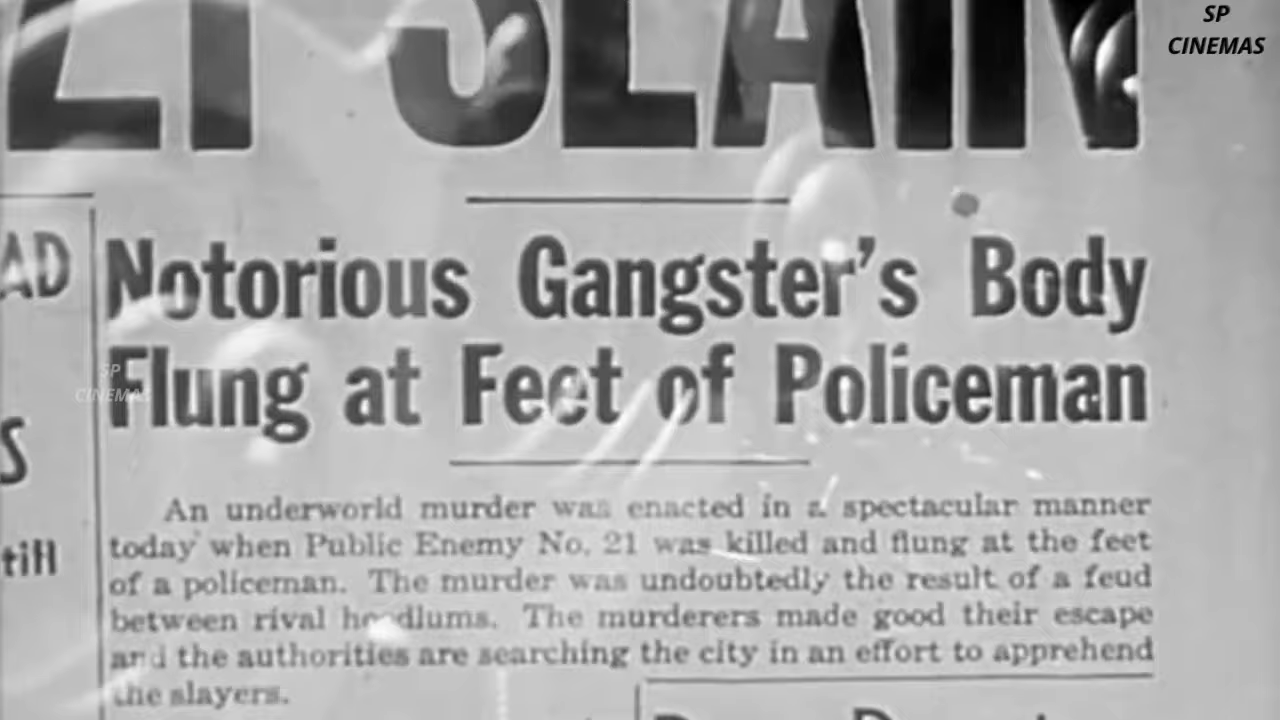 SP
CINEMAS
21 SLAIN
AD
Notorious Gangster's Body
Flung at Feet of Policeman
SP
CINEMAS
S
till
An underworld murder was enacted in a spectacular manner
today when Public Enemy No. 21 was killed and flung at the feet
of a policeman. The murder was undoubtedly the result of a feud
between rival hoodlums. The murderers made good their escape
and the authorities are searching the city in an effort to apprehend
the slayers.